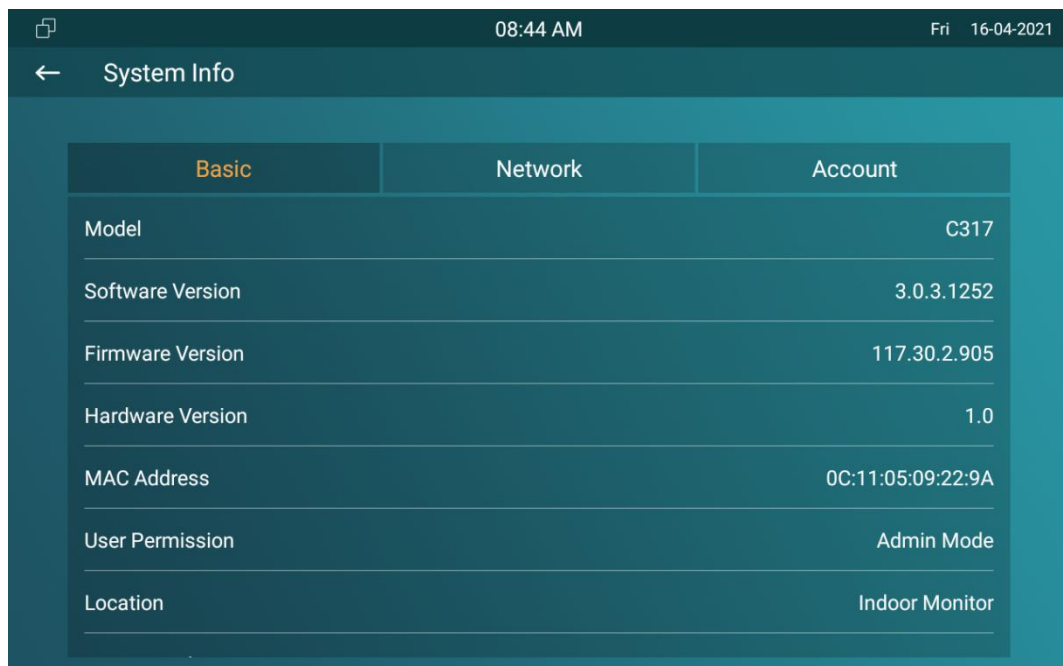 08:44 AM Fri 16-04-2021
System Info
Basic Network Account
Model C317
Software Version 3.0.3.1252
Firmware Version 117.30.2.905
Hardware Version 1.0
MAC Address 0C:11:05:09:22:9A
User Permission Admin Mode
Location Indoor Monitor